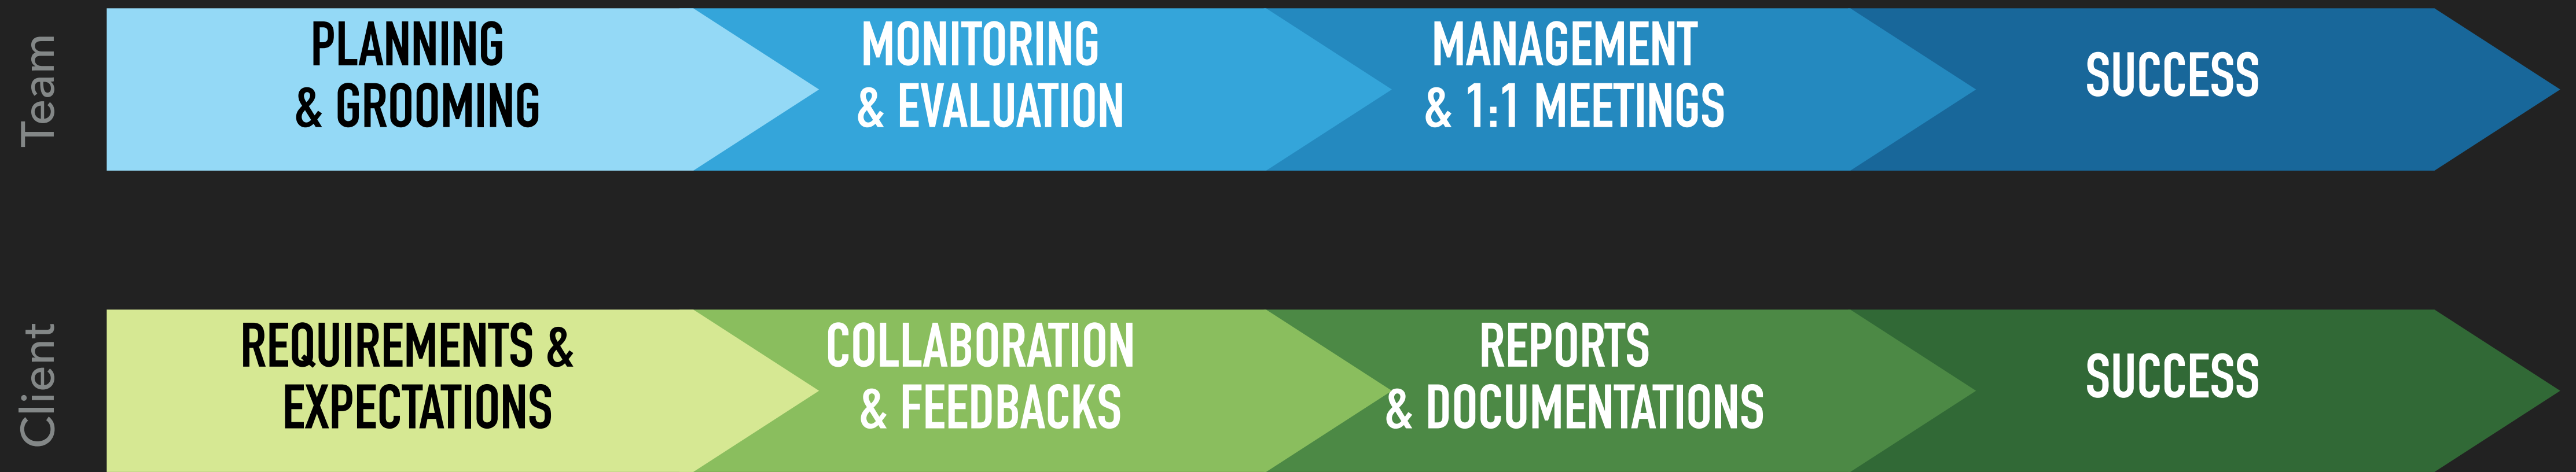 Team
PLANNING
& GROOMING
MONITORING
& EVALUATION
MANAGEMENT
& 1:1 MEETINGS
SUCCESS
Client
REQUIREMENTS &
EXPECTATIONS
COLLABORATION
& FEEDBACKS
REPORTS
& DOCUMENTATIONS
SUCCESS